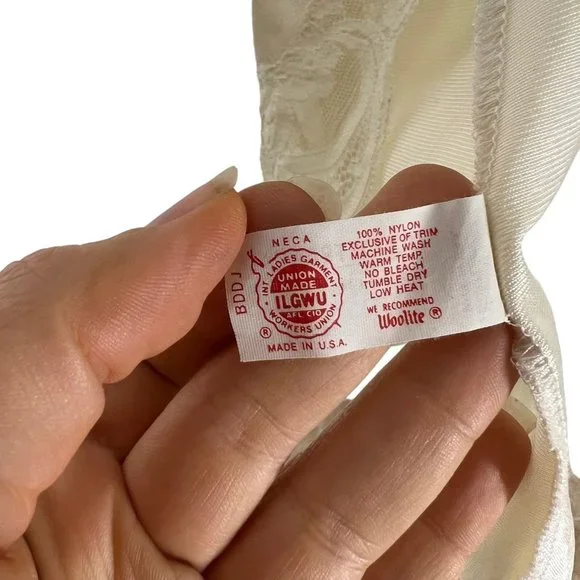 BDDJ
NECA
INT LADIES GARMENT
UNION
MADE
ILGWU
AFL CIO
WORKERS UNION
®
®
MADE IN U.S.A.
100% NYLON
EXCLUSIVE OF TRIM
MACHINE WASH
WARM TEMP.
NO BLEACH
TUMBLE DRY
LOW HEAT
WE RECOMMEND
Woolite®